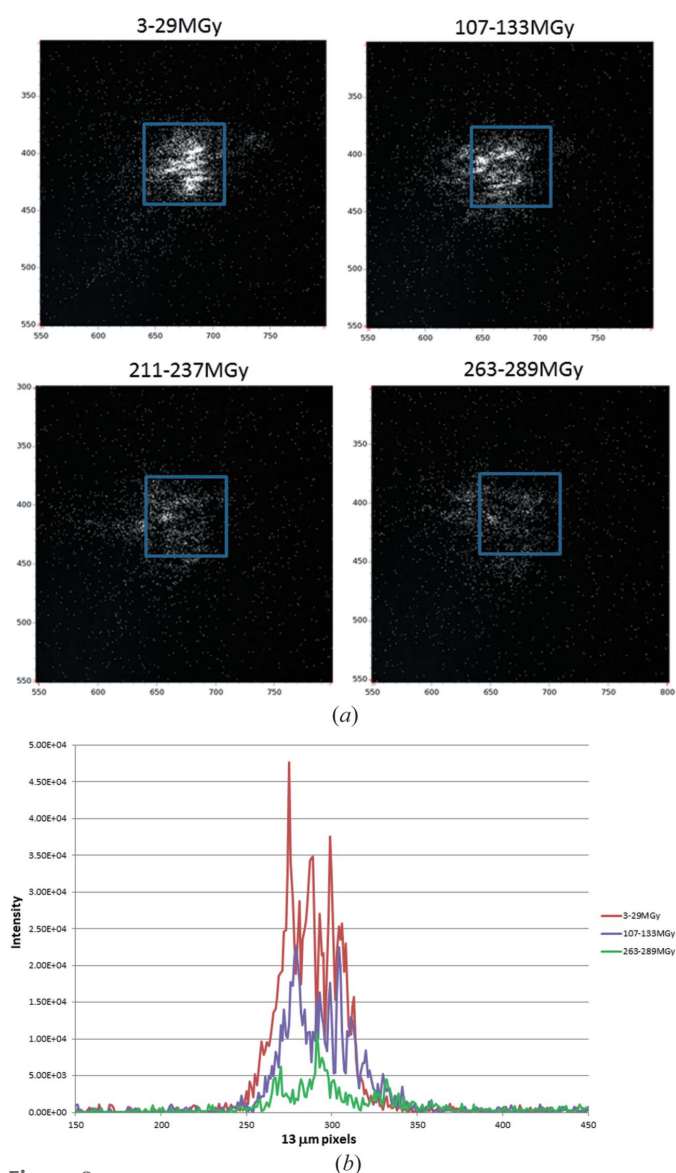 3-29MGy 107-133MGy
350 350
400 400
450 450
500 500
550 550
550 600 650 700 750 550 600 650 700 750
211-237MGy 263-289MGy
300
350 350
400 400
450 450
500 500
550 550
550 600 650 700 750 550 600 650 700 750 800
(a)
5.00E+04
4.50E+04
4.00E+04
3.50E+04
3.00E+04
2.50E+04
2.00E+04
1.50E+04
1.00E+04
5.00E+03
0.00E+00
Intensity
3-29MGy
107-133MGy
263-289MGy
150 200 250 300 350 400 450
13 µm pixels
(b)